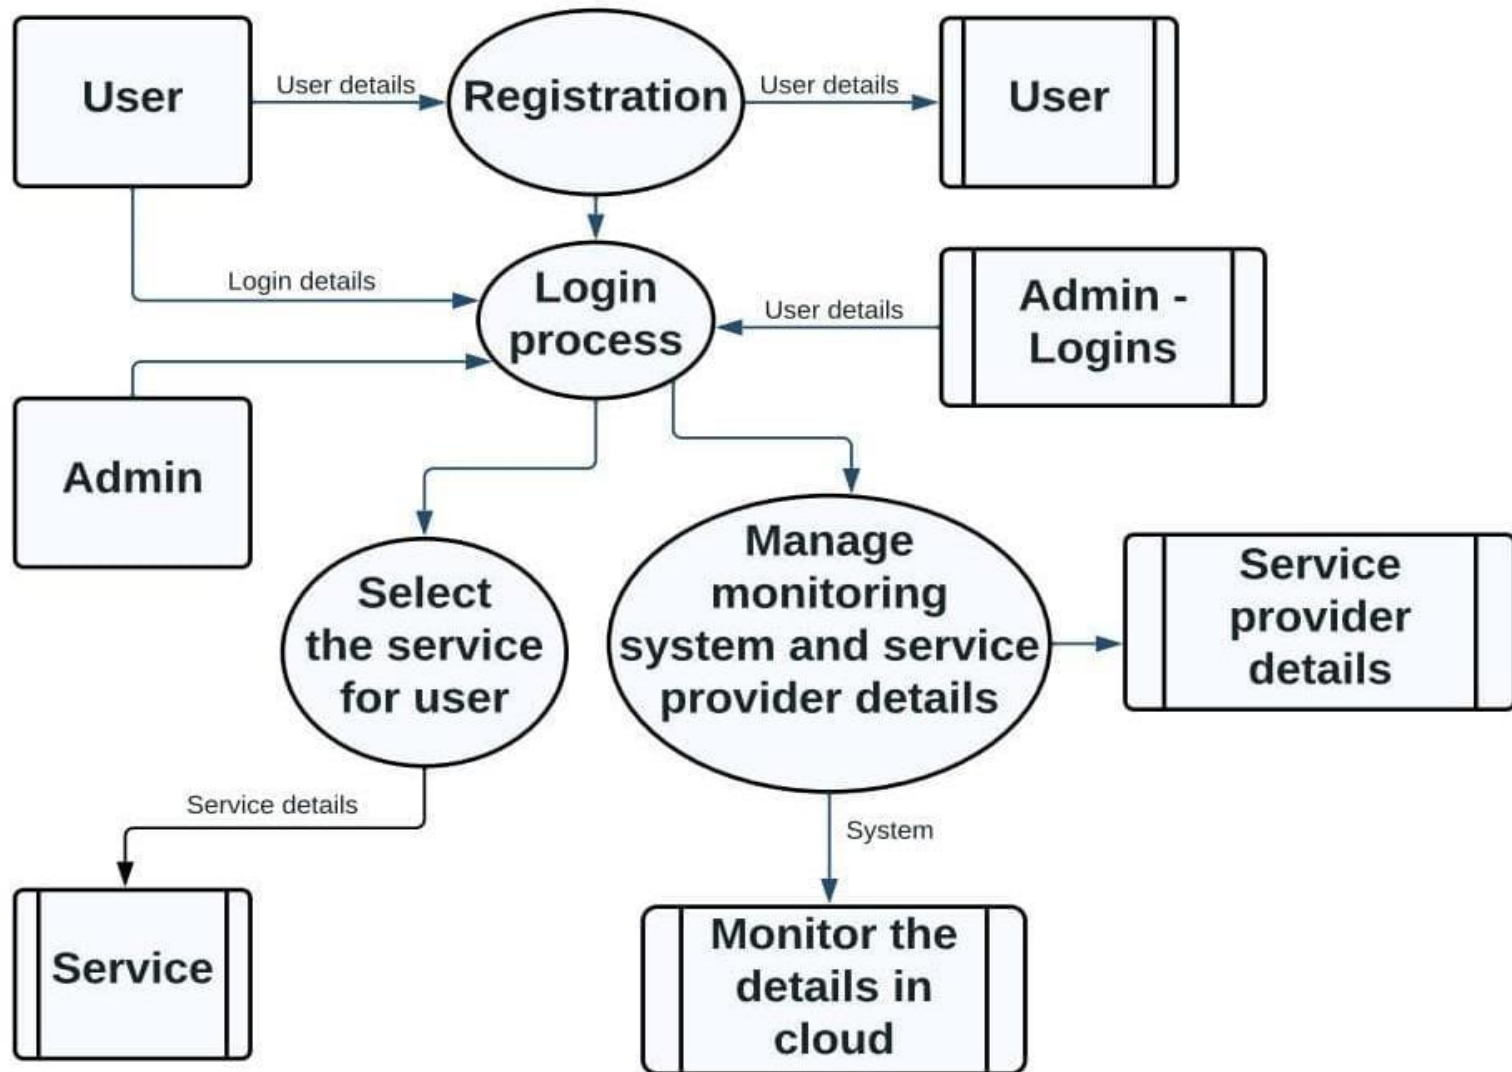 User
User details
Registration
User details
User
Login details
Login
process
User details
Admin -
Logins
Admin
Select
the service
for user
Manage
monitoring
system and service
provider details
Service
provider
details
Service details
System
Service
Monitor the
details in
cloud